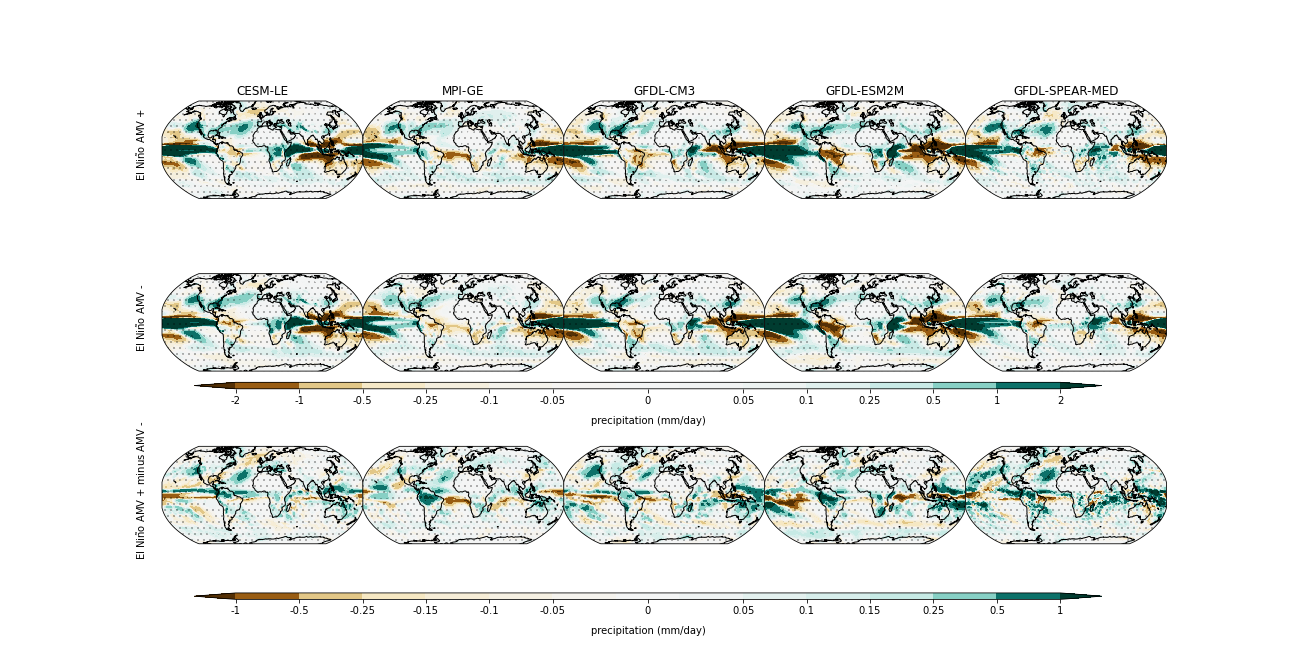 CESM-LE MPI-GE GFDL-CM3 GFDL-ESM2M GFDL-SPEAR-MED
El Niño AMV +
El Niño AMV -
-2 -1 -0.5 -0.25 -0.1 -0.05 0 0.05 0.1 0.25 0.5 1 2
precipitation (mm/day)
El Niño AMV + minus AMV -
-1 -0.5 -0.25 -0.15 -0.1 -0.05 0 0.05 0.1 0.15 0.25 0.5 1
precipitation (mm/day)